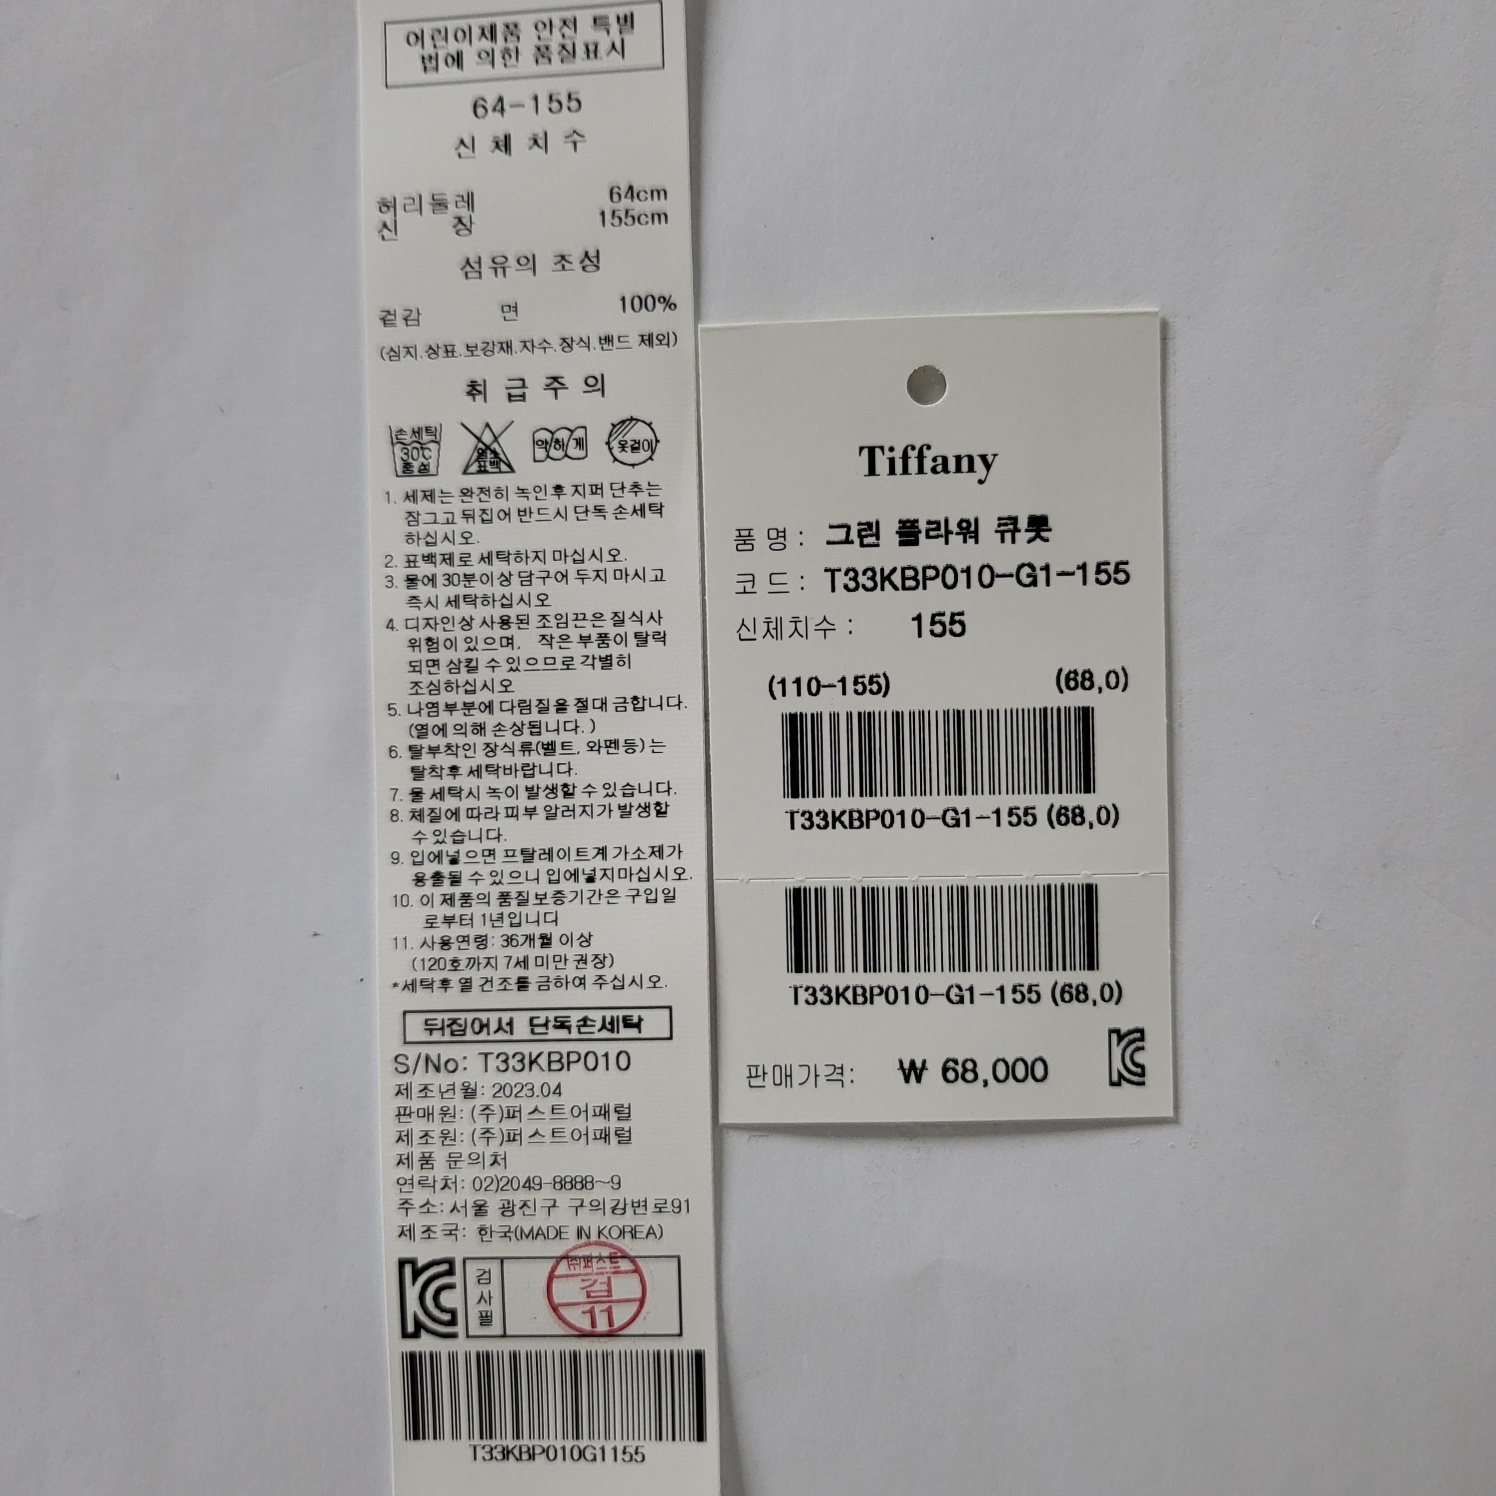 어린이제품 안전 특별
법에 의한 품질표시
64-155
신체치수
허리둘레 64cm
신 장 155cm
섬유의 조성
겉감 면 100%
(심지.상표.보강재.자수.장식.밴드 제외)
취급주의
손세탁
30℃
중성
염소
표백
약하게
옷걸이
1. 세제는 완전히 녹인후 지퍼 단추는
잠그고 뒤집어 반드시 단독 손세탁
하십시오.
2. 표백제로 세탁하지 마십시오.
3. 물에 30분이상 담구어 두지 마시고
즉시 세탁하십시오
4. 디자인상 사용된 조임끈은 질식사
위험이 있으며, 작은 부품이 탈락
되면 삼킬 수 있으므로 각별히
조심하십시오
5. 나염부분에 다림질을 절대 금합니다.
(열에 의해 손상됩니다. )
6. 탈부착인 장식류(벨트, 와펜등) 는
탈착후 세탁바랍니다.
7. 물 세탁시 녹이 발생할 수 있습니다.
8. 체질에 따라 피부 알러지가 발생할
수 있습니다.
9. 입에넣으면 프탈레이트계 가소제가
용출될 수 있으니 입에넣지마십시오.
10. 이 제품의 품질보증기간은 구입일
로부터 1년입니다
11. 사용연령: 36개월 이상
(120호까지 7세 미만 권장)
*세탁후 열 건조를 금하여 주십시오.
뒤집어서 단독손세탁
S/No: T33KBP010
제조년월: 2023.04
판매원: (주)퍼스트어패럴
제조원: (주)퍼스트어패럴
제품 문의처
연락처: 02)2049-8888~9
주소: 서울 광진구 구의강변로91
제조국: 한국(MADE IN KOREA)
KC
검사필
㈜퍼스트
검
11
T33KBP010G1155
Tiffany
품 명 : 그린 플라워 큐롯
코 드 : T33KBP010-G1-155
신체치수 : 155
(110-155) (68,0)
T33KBP010-G1-155 (68,0)
T33KBP010-G1-155 (68,0)
판매가격: ₩ 68,000
KC